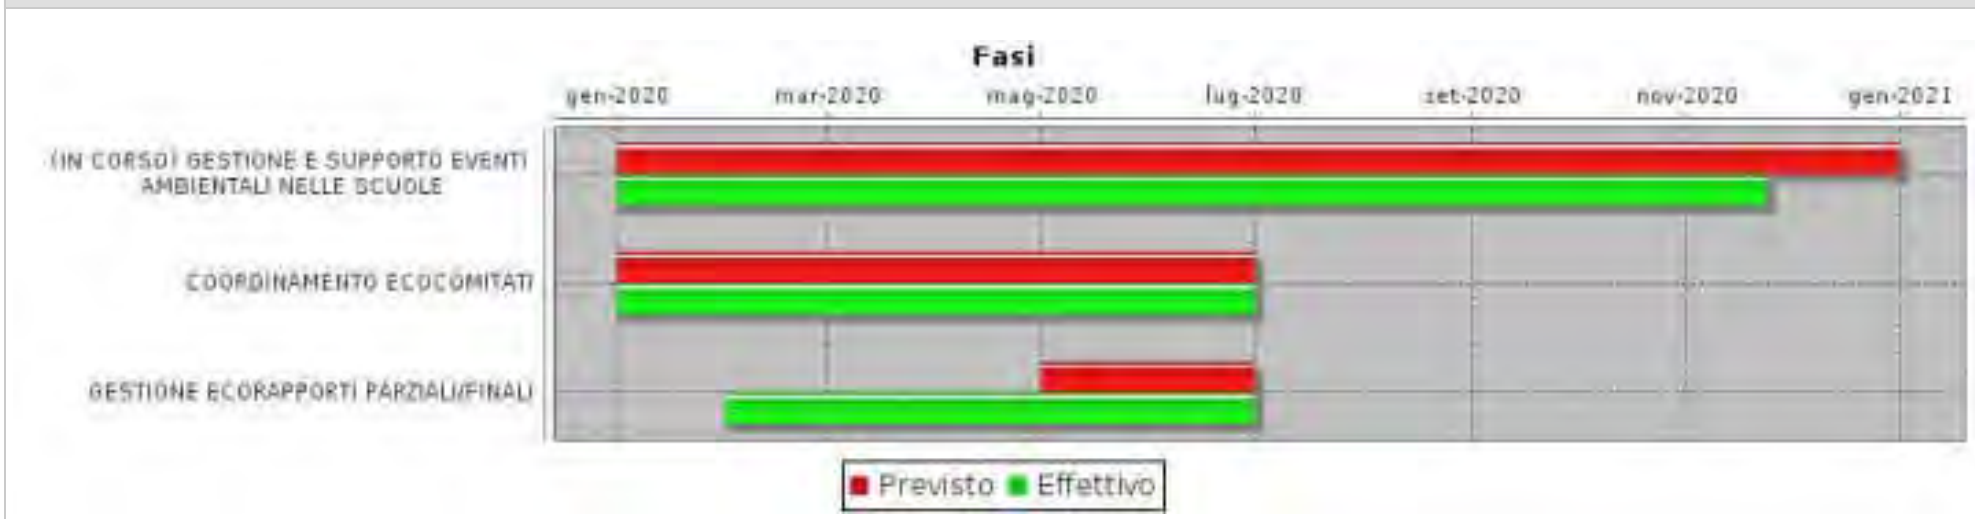 Fasi
gen-2020 mar-2020 mag-2020 lug-2020 set-2020 nov-2020 gen-2021
(IN CORSO) GESTIONE E SUPPORTO EVENTI
AMBIENTALI NELLE SCUOLE
COORDINAMENTO ECOCOMITATI
GESTIONE ECORAPPORTI PARZIALI/FINALI
Previsto Effettivo